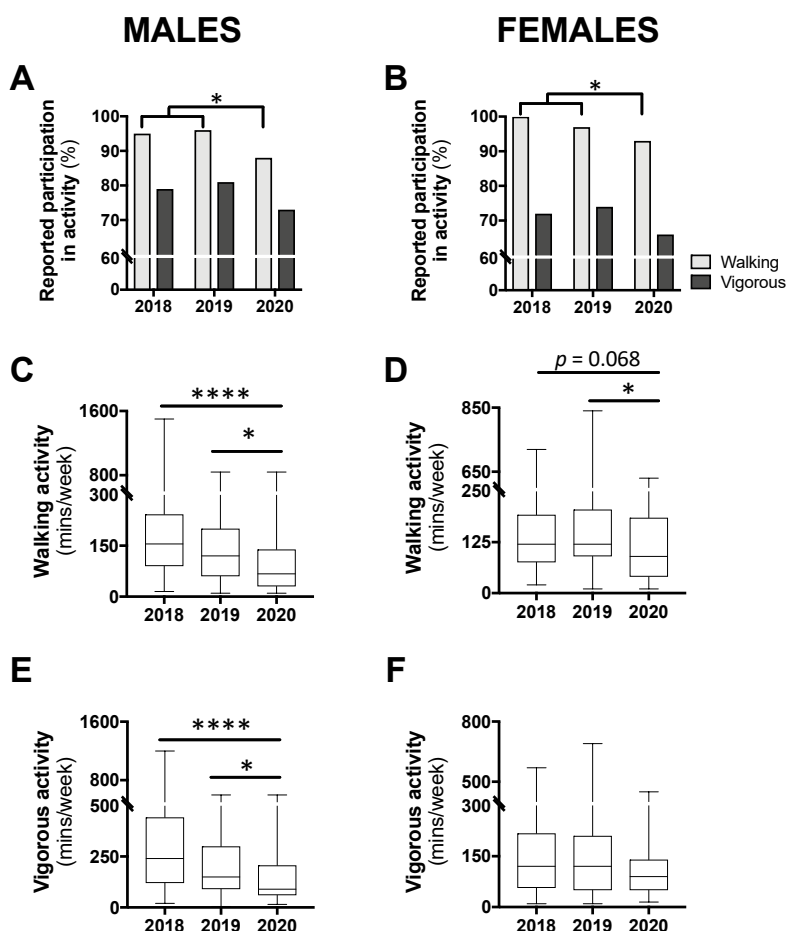 MALES
FEMALES
A
Reported participation
in activity (%)
100
90
80
70
60
0
*
2018 2019 2020
B
Reported participation
in activity (%)
100
90
80
70
60
0
*
2018 2019 2020
Walking
Vigorous
C
Walking activity
(mins/week)
1600
800
300
150
0
****
*
2018 2019 2020
D
Walking activity
(mins/week)
850
650
250
125
0
p = 0.068
*
2018 2019 2020
E
Vigorous activity
(mins/week)
1600
800
500
250
0
****
*
2018 2019 2020
F
Vigorous activity
(mins/week)
800
500
300
150
0
2018 2019 2020